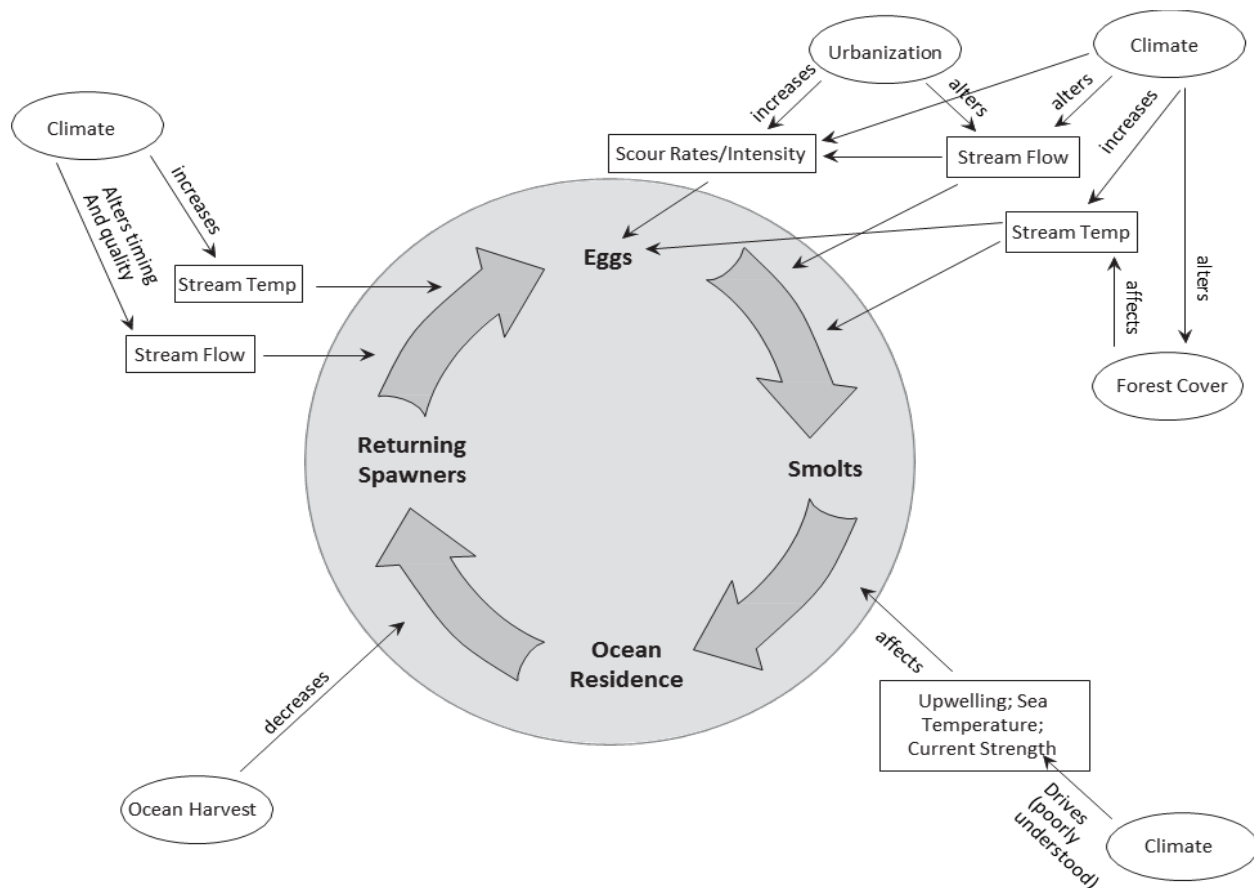 Urbanization
Climate
increases
alters
alters
increases
alters
Scour Rates/Intensity
Stream Flow
Stream Temp
affects
Forest Cover
Climate
increases
Alters timing
And quality
Stream Temp
Stream Flow
Eggs
Returning
Spawners
Smolts
Ocean
Residence
decreases
Ocean Harvest
affects
Upwelling; Sea
Temperature;
Current Strength
Drives
(poorly
understood)
Climate